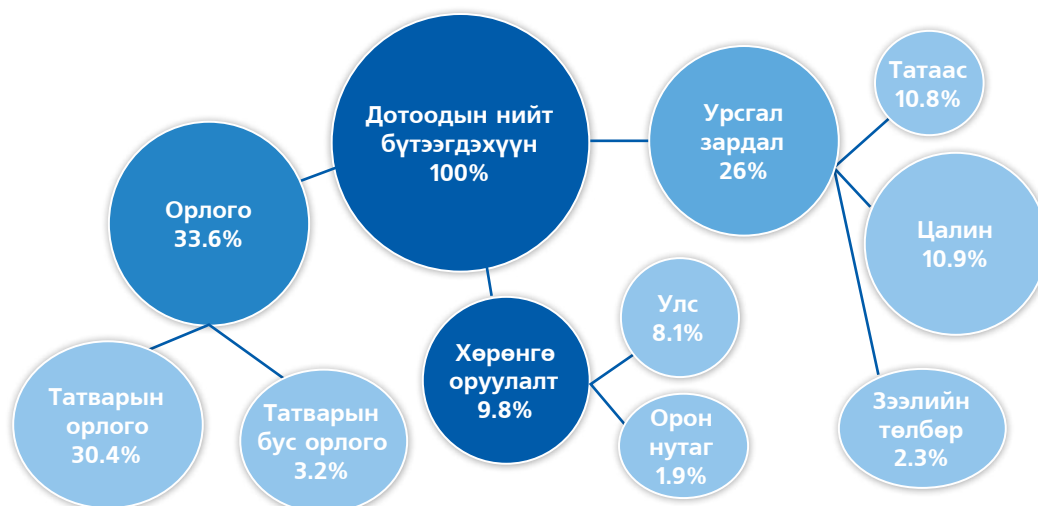 Дотоодын нийт
бүтээгдэхүүн
100%
Орлого
33.6%
Татварын
орлого
30.4%
Татварын
бус орлого
3.2%
Хөрөнгө
оруулалт
9.8%
Улс
8.1%
Орон
нутаг
1.9%
Урсгал
зардал
26%
Татаас
10.8%
Цалин
10.9%
Зээлийн
төлбөр
2.3%